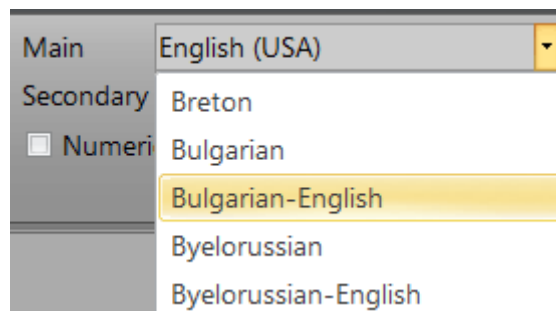 Main English (USA)
Secondary Breton
Numeri Bulgarian
Bulgarian-English
Byelorussian
Byelorussian-English